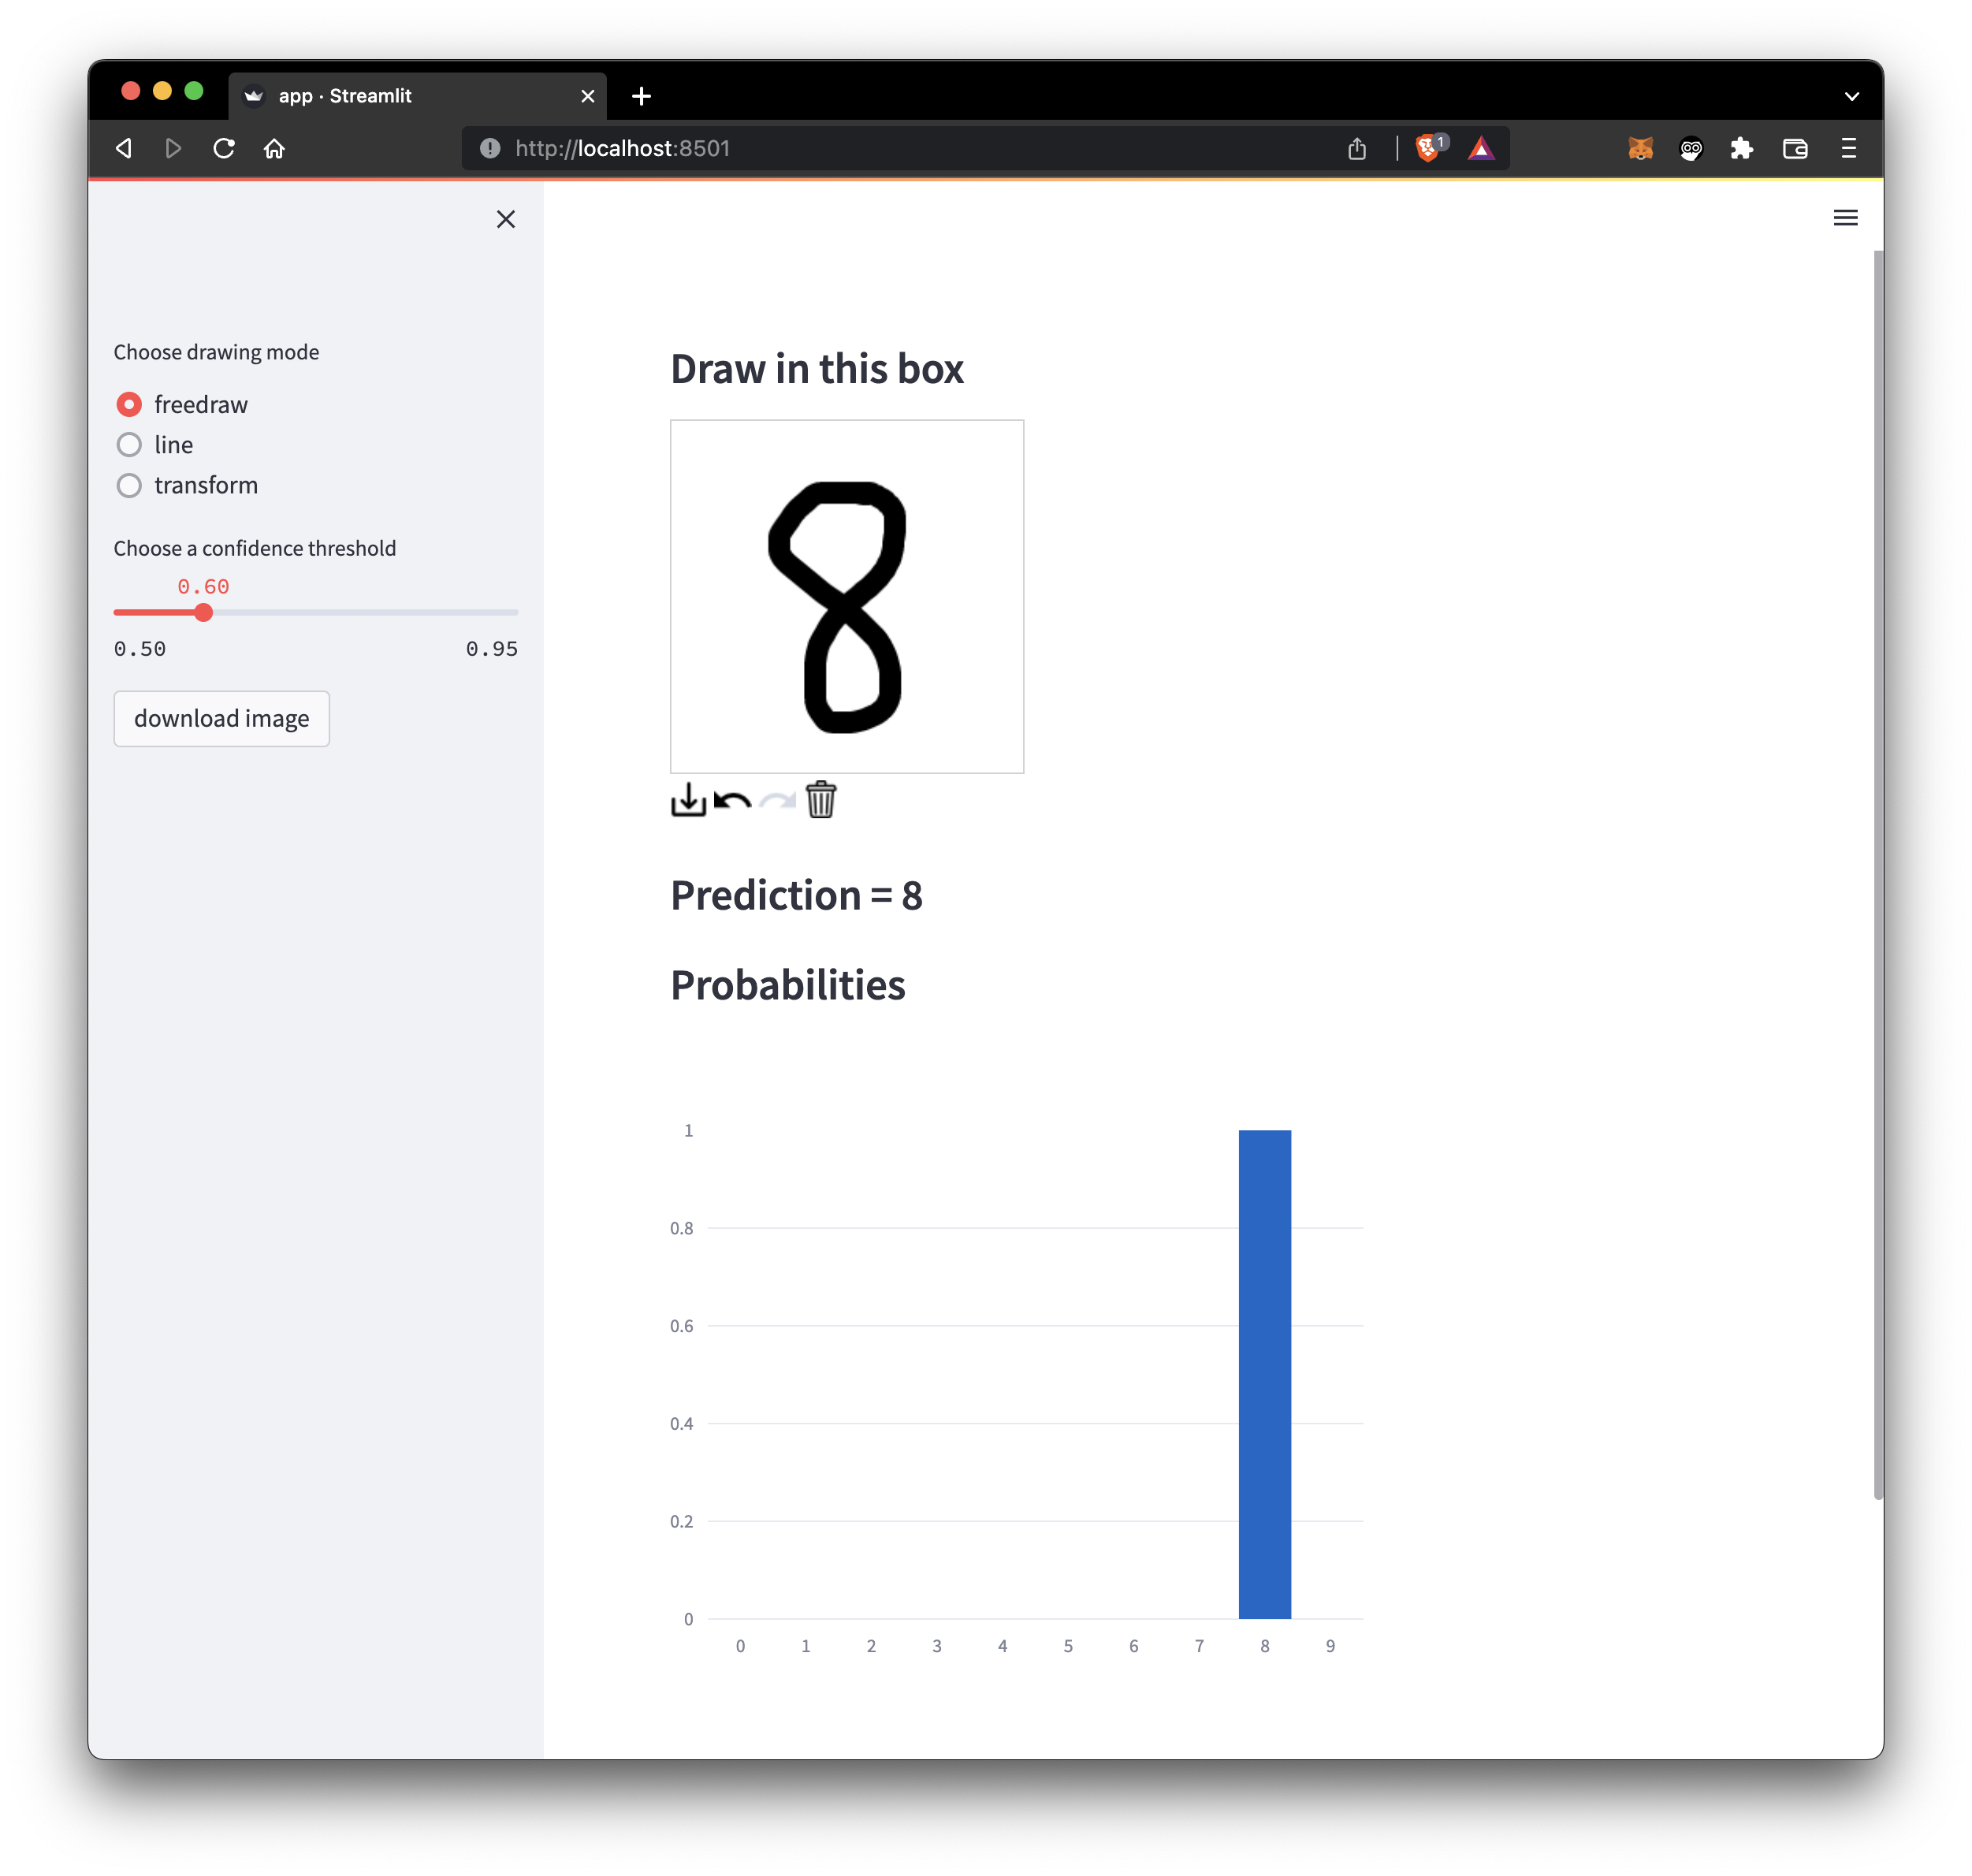 app · Streamlit
http://localhost:8501
1
Choose drawing mode
freedraw
line
transform
Choose a confidence threshold
0.60
0.50 0.95
download image
Draw in this box
8
Prediction = 8
Probabilities
1
0.8
0.6
0.4
0.2
0
0 1 2 3 4 5 6 7 8 9